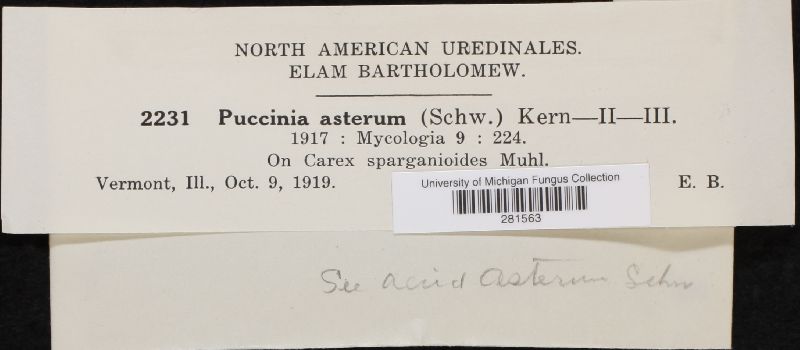 NORTH AMERICAN UREDINALES.
ELAM BARTHOLOMEW.
2231 Puccinia asterum (Schw.) Kern—II—III.
1917 : Mycologia 9 : 224.
On Carex sparganioides Muhl.
Vermont, Ill., Oct. 9, 1919.
E. B.
University of Michigan Fungus Collection
281563
See asterum Schw